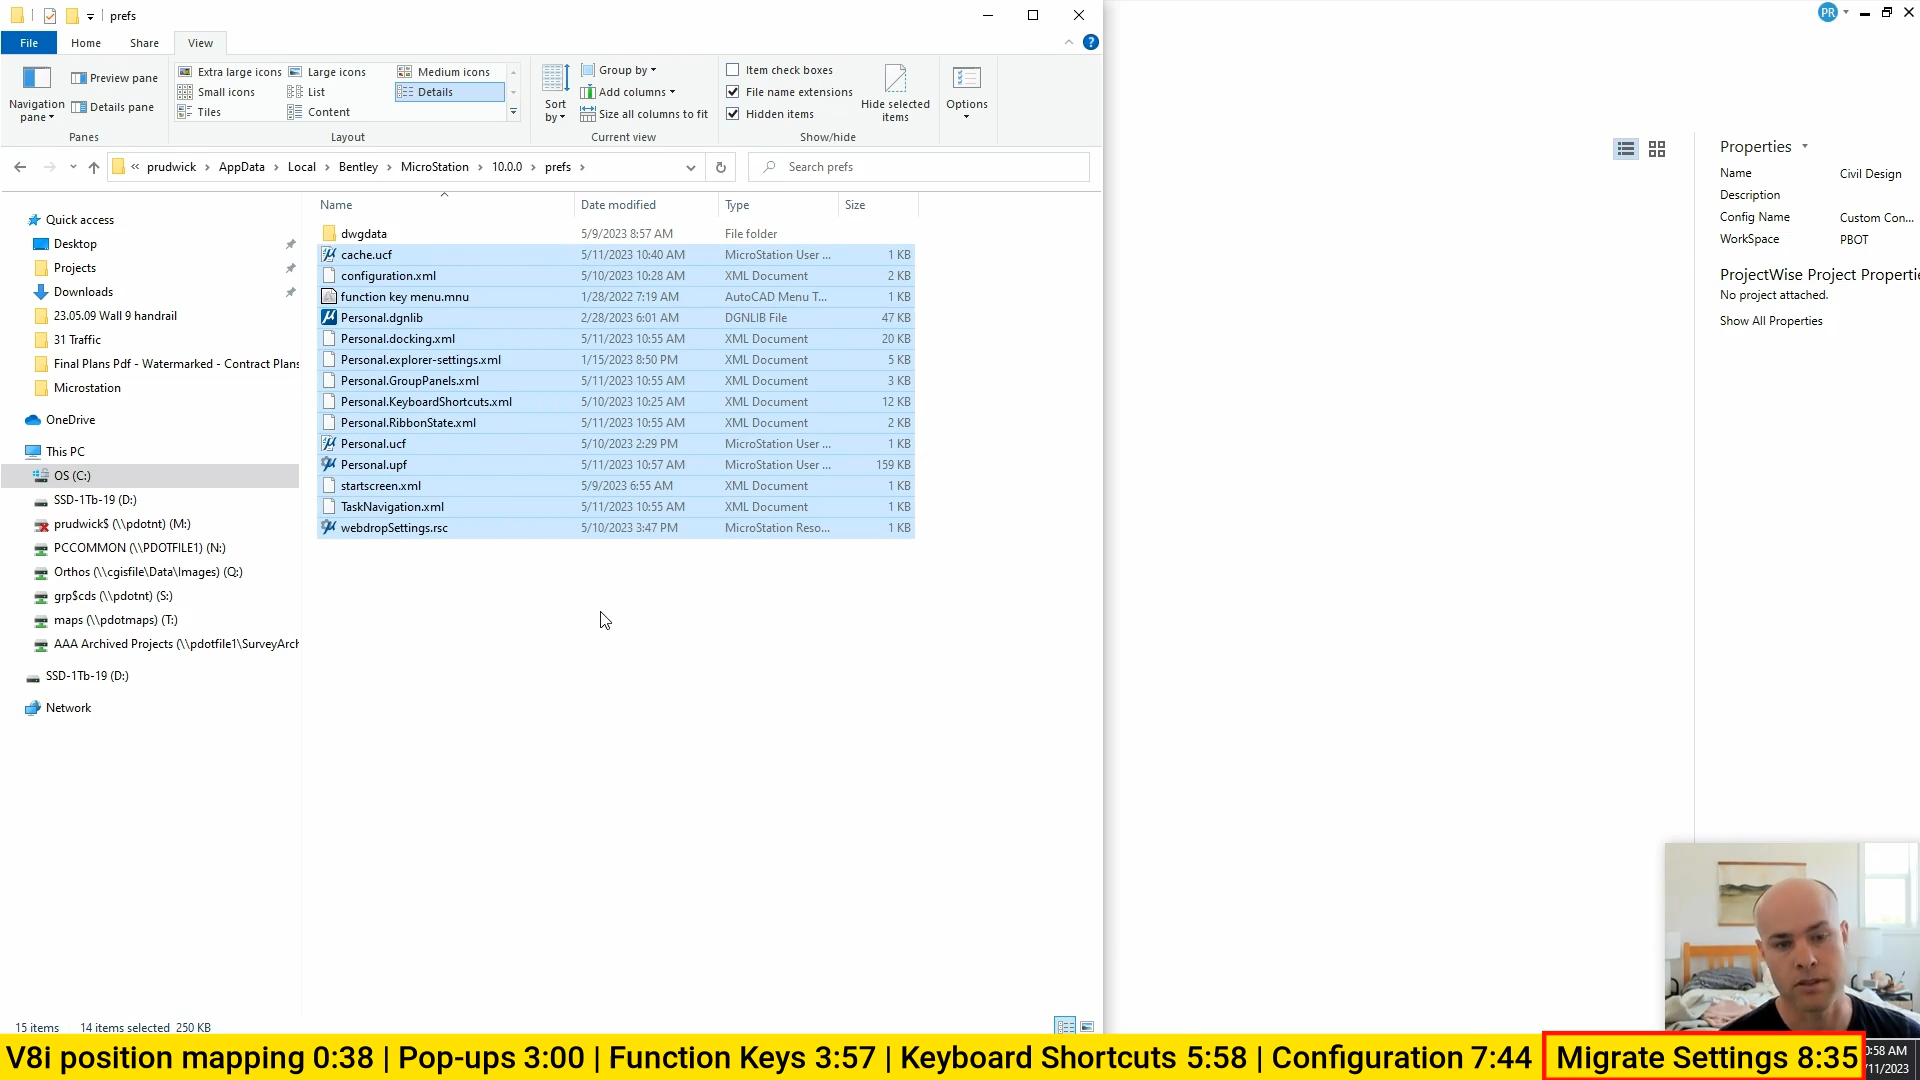 prefs
PR
File Home Share View
Navigation pane
Preview pane
Details pane
Panes
Extra large icons Large icons Medium icons
Small icons List Details
Tiles Content
Layout
Sort by
Group by
Add columns
Size all columns to fit
Current view
Item check boxes
File name extensions
Hidden items
Hide selected items
Show/hide
Options
« prudwick › AppData › Local › Bentley › MicroStation › 10.0.0 › prefs ›
Search prefs
Quick access
Desktop
Projects
Downloads
23.05.09 Wall 9 handrail
31 Traffic
Final Plans Pdf - Watermarked - Contract Plans
Microstation
OneDrive
This PC
OS (C:)
SSD-1Tb-19 (D:)
prudwick$ (\\pdotnt) (M:)
PCCOMMON (\\PDOTFILE1) (N:)
Orthos (\\cgisfile\Data\Images) (Q:)
grp$cds (\\pdotnt) (S:)
maps (\\pdotmaps) (T:)
AAA Archived Projects (\\pdotfile1\SurveyArch
SSD-1Tb-19 (D:)
Network
Name Date modified Type Size
dwgdata 5/9/2023 8:57 AM File folder
cache.ucf 5/11/2023 10:40 AM MicroStation User ... 1 KB
configuration.xml 5/10/2023 10:28 AM XML Document 2 KB
function key menu.mnu 1/28/2022 7:19 AM AutoCAD Menu T... 1 KB
Personal.dgnlib 2/28/2023 6:01 AM DGNLIB File 47 KB
Personal.docking.xml 5/11/2023 10:55 AM XML Document 20 KB
Personal.explorer-settings.xml 1/15/2023 8:50 PM XML Document 5 KB
Personal.GroupPanels.xml 5/11/2023 10:55 AM XML Document 3 KB
Personal.KeyboardShortcuts.xml 5/10/2023 10:25 AM XML Document 12 KB
Personal.RibbonState.xml 5/11/2023 10:55 AM XML Document 2 KB
Personal.ucf 5/10/2023 2:29 PM MicroStation User ... 1 KB
Personal.upf 5/11/2023 10:57 AM MicroStation User ... 159 KB
startscreen.xml 5/9/2023 6:55 AM XML Document 1 KB
TaskNavigation.xml 5/11/2023 10:55 AM XML Document 1 KB
webdropSettings.rsc 5/10/2023 3:47 PM MicroStation Reso... 1 KB
15 items 14 items selected 250 KB
Properties
Name Civil Design
Description
Config Name Custom Con...
WorkSpace PBOT
ProjectWise Project Properti
No project attached.
Show All Properties
V8i position mapping 0:38 | Pop-ups 3:00 | Function Keys 3:57 | Keyboard Shortcuts 5:58 | Configuration 7:44 Migrate Settings 8:35
:58 AM
/11/2023